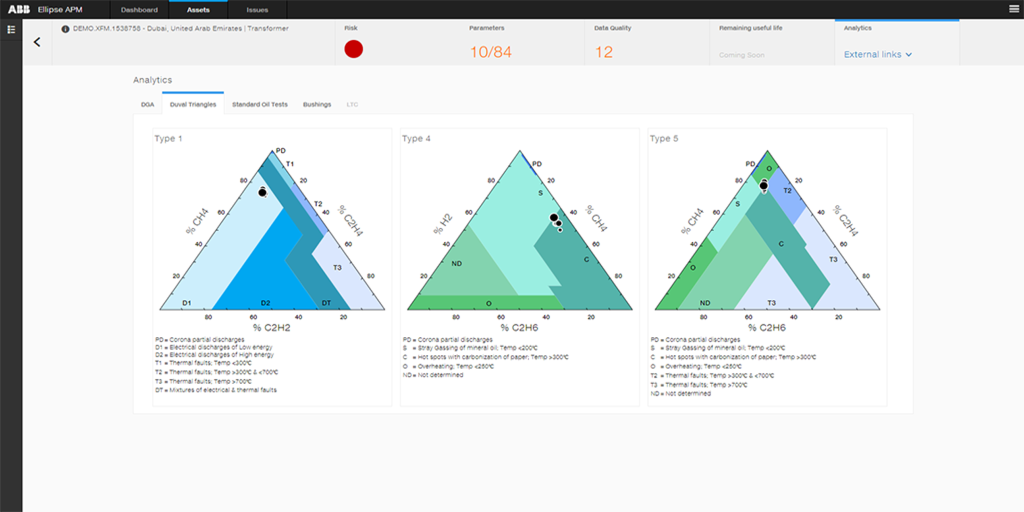 ABB Ellipse APM Dashboard Assets Issues
DEMO.XFM.1538756 - Dubai, United Arab Emirates | Transformer
Risk
Parameters
10/84
Data Quality
12
Remaining useful life
Coming Soon
Analytics
External links
Analytics
DGA Duval Triangles Standard Oil Tests Bushings LTC
Type 1
PD
T1
80
20
T2
60
40
% CH4
% C2H4
40
60
T3
20
80
D1
D2
DT
80
60
40
20
% C2H2
PD = Corona partial discharges
D1 = Electrical discharges of Low energy
D2 = Electrical discharges of High energy
T1 = Thermal faults; Temp <300ºC
T2 = Thermal faults; Temp >300ºC & <700ºC
T3 = Thermal faults; Temp >700ºC
DT = Mixtures of electrical & thermal faults
Type 4
PD
80
20
S
60
40
% H2
% CH4
40
60
ND
C
20
80
O
80
60
40
20
% C2H6
PD = Corona partial discharges
S = Stray Gassing of mineral oil; Temp <200ºC
C = Hot spots with carbonization of paper; Temp >300ºC
O = Overheating; Temp <250ºC
ND = Not determined
Type 5
PD
O
80
20
T2
S
60
40
% CH4
% C2H4
40
60
C
O
T3
20
80
ND
T3
80
60
40
20
% C2H6
PD = Corona partial discharges
S = Stray Gassing of mineral oil; Temp <200ºC
C = Hot spots with carbonization of paper; Temp >300ºC
O = Overheating; Temp <250ºC
T2 = Thermal faults; Temp >300ºC & <700ºC
T3 = Thermal faults; Temp >700ºC
ND = Not determined